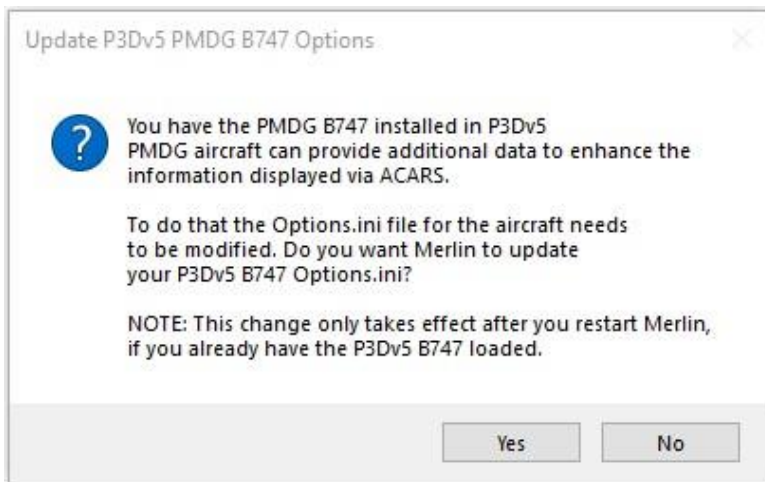 Update P3Dv5 PMDG B747 Options
You have the PMDG B747 installed in P3Dv5
PMDG aircraft can provide additional data to enhance the
information displayed via ACARS.
To do that the Options.ini file for the aircraft needs
to be modified. Do you want Merlin to update
your P3Dv5 B747 Options.ini?
NOTE: This change only takes effect after you restart Merlin,
if you already have the P3Dv5 B747 loaded.
Yes No